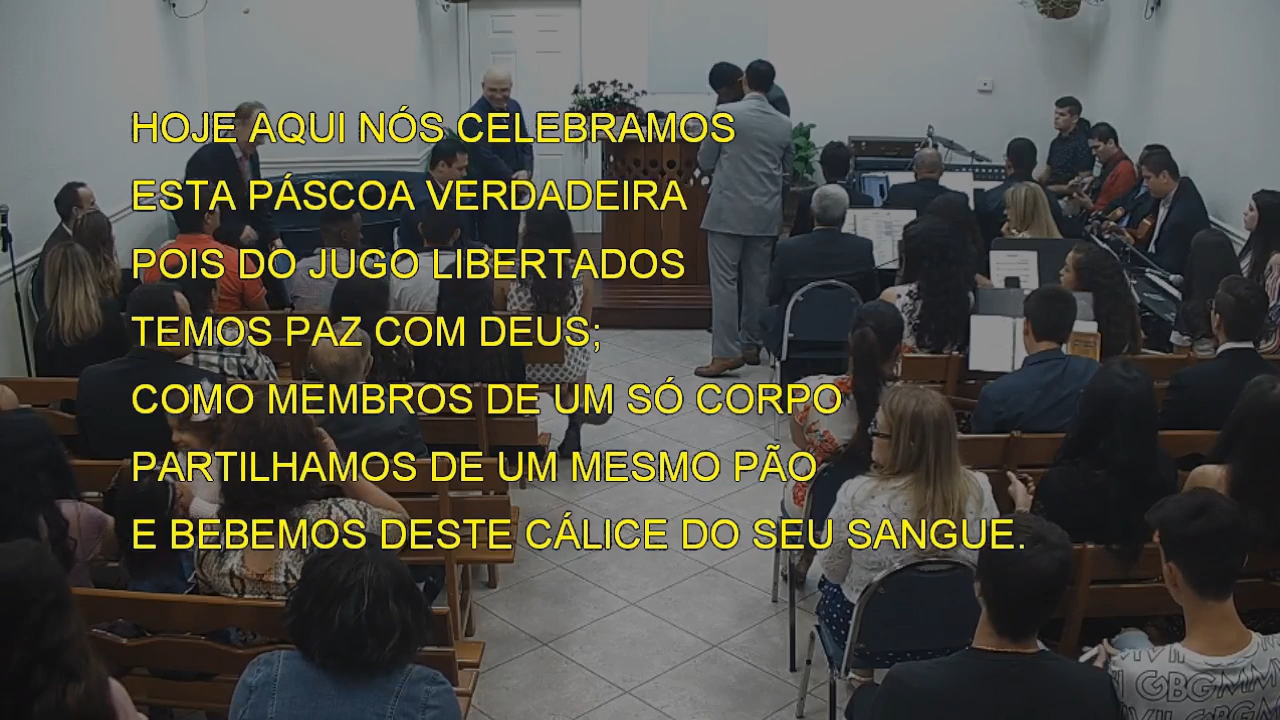 HOJE AQUI NÓS CELEBRAMOS
ESTA PÁSCOA VERDADEIRA
POIS DO JUGO LIBERTADOS
TEMOS PAZ COM DEUS;
COMO MEMBROS DE UM SÓ CORPO
PARTILHAMOS DE UM MESMO PÃO
E BEBEMOS DESTE CÁLICE DO SEU SANGUE.